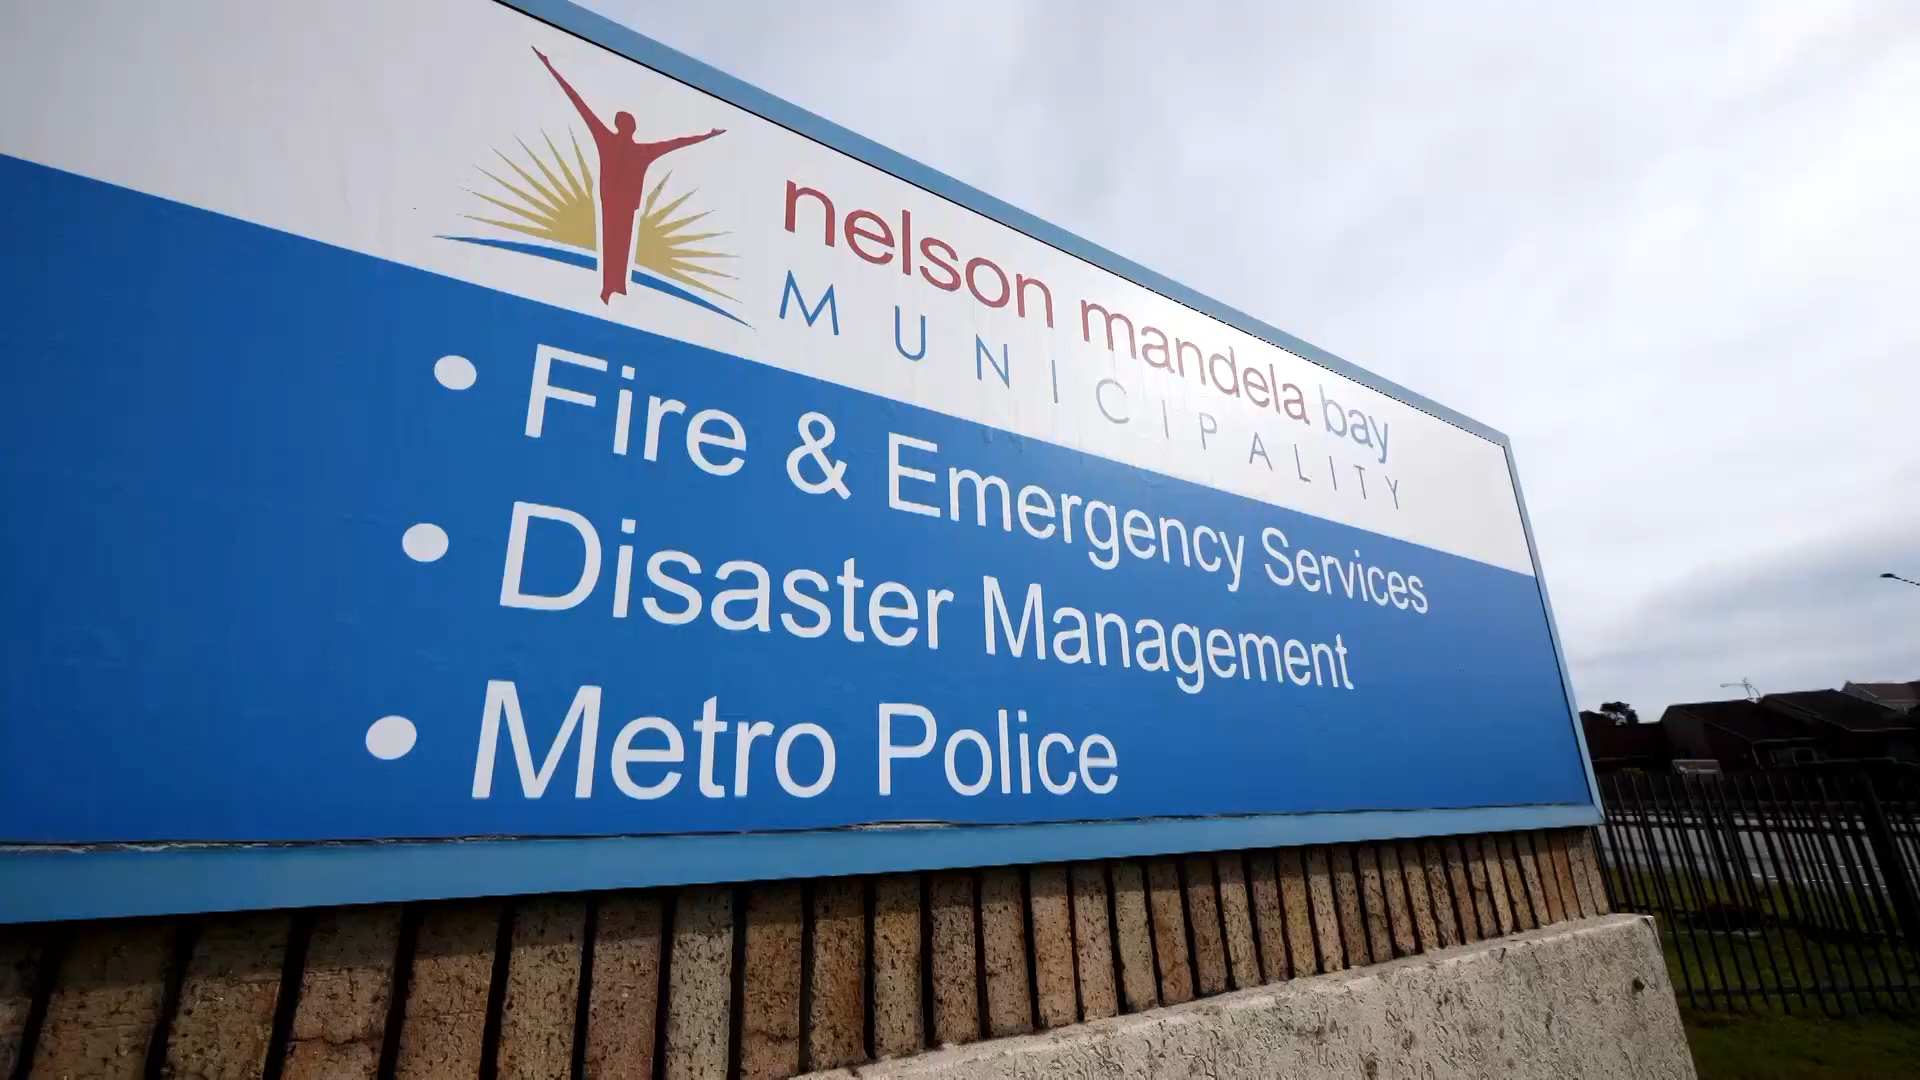 nelson mandela bay
MUNICIPALITY
• Fire & Emergency Services
• Disaster Management
• Metro Police